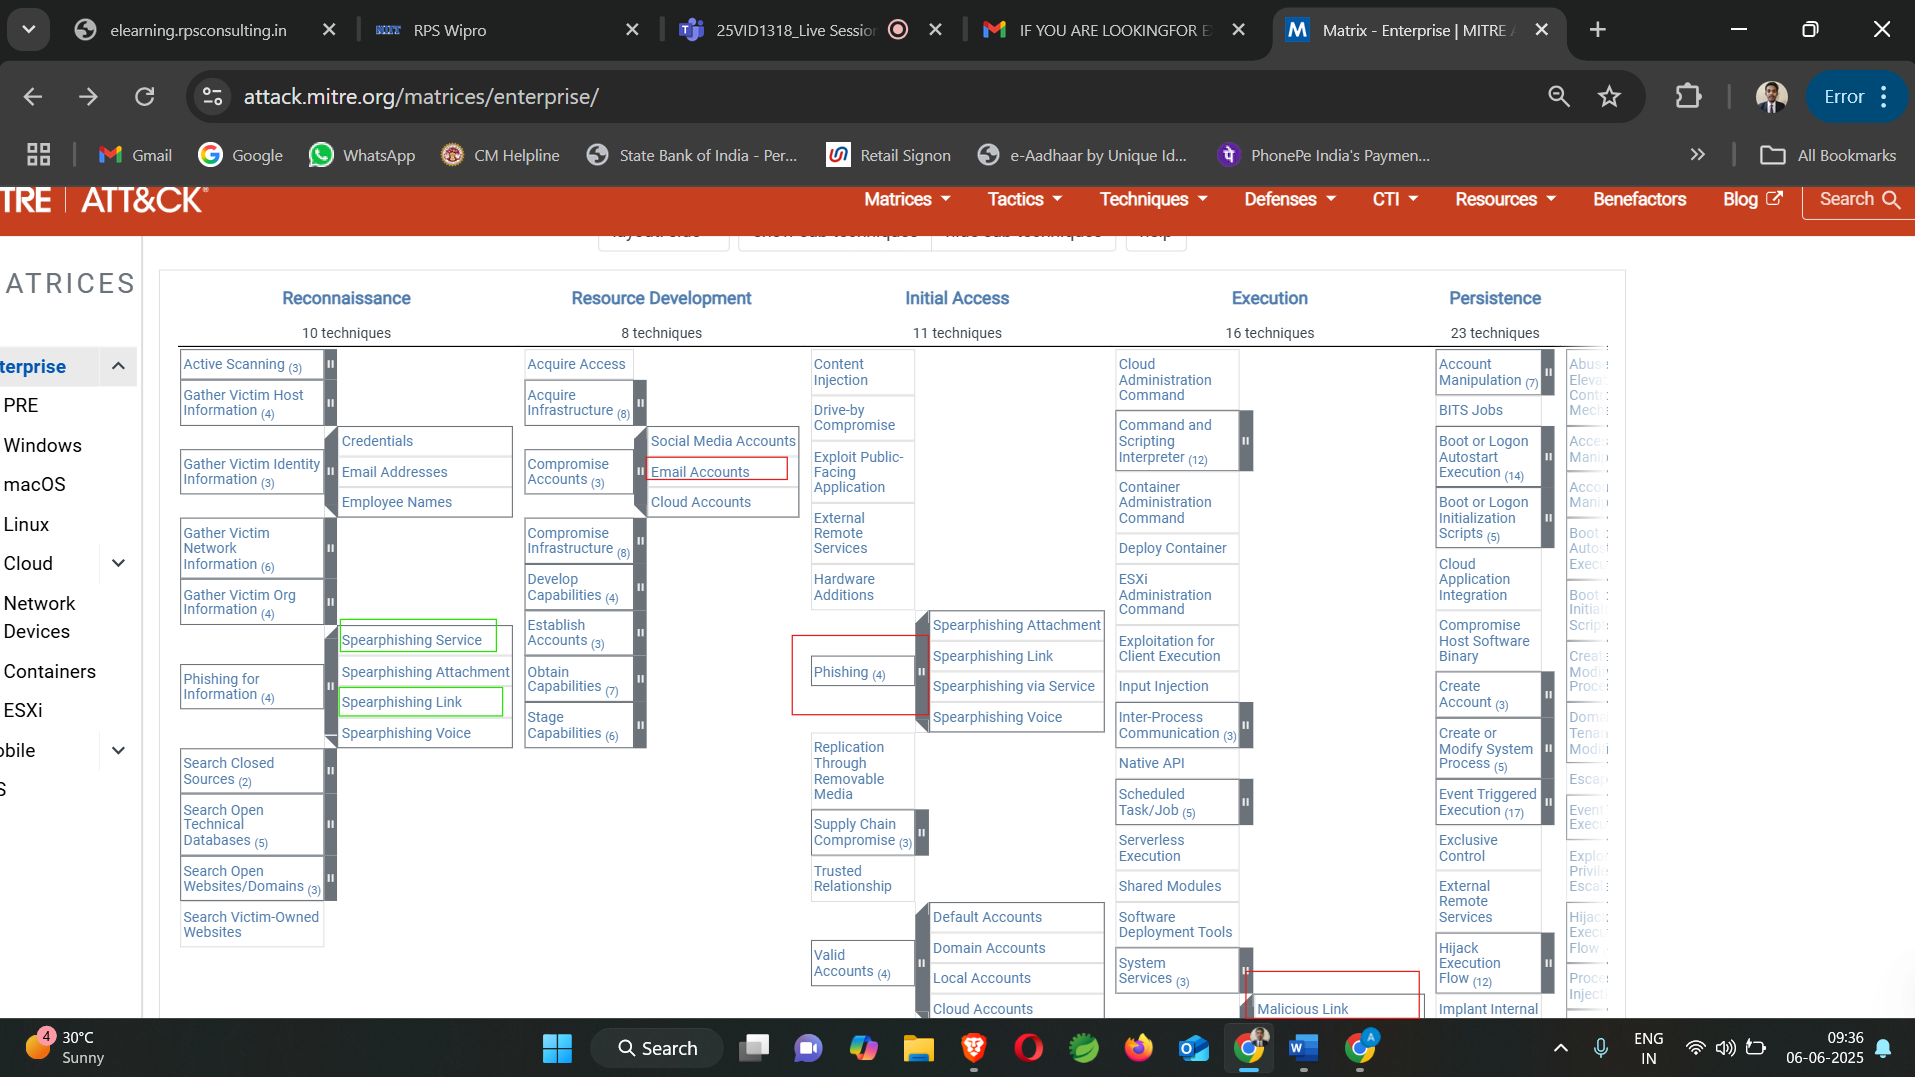 elearning.rpsconsulting.in
RPS Wipro
25VID1318_Live Session
IF YOU ARE LOOKINGFOR E
Matrix - Enterprise | MITRE A
attack.mitre.org/matrices/enterprise/
Error
Gmail
Google
WhatsApp
CM Helpline
State Bank of India - Per...
Retail Signon
e-Aadhaar by Unique Id...
PhonePe India's Paymen...
All Bookmarks
TRE | ATT&CK®
Matrices
Tactics
Techniques
Defenses
CTI
Resources
Benefactors
Blog
Search
ATRICES
terprise
PRE
Windows
macOS
Linux
Cloud
Network
Devices
Containers
ESXi
obile
S
Reconnaissance
10 techniques
Active Scanning (3)
Gather Victim Host
Information (4)
Gather Victim Identity
Information (3)
Credentials
Email Addresses
Employee Names
Gather Victim
Network
Information (6)
Gather Victim Org
Information (4)
Phishing for
Information (4)
Spearphishing Service
Spearphishing Attachment
Spearphishing Link
Spearphishing Voice
Search Closed
Sources (2)
Search Open
Technical
Databases (5)
Search Open
Websites/Domains (3)
Search Victim-Owned
Websites
Resource Development
8 techniques
Acquire Access
Acquire
Infrastructure (8)
Compromise
Accounts (3)
Social Media Accounts
Email Accounts
Cloud Accounts
Compromise
Infrastructure (8)
Develop
Capabilities (4)
Establish
Accounts (3)
Obtain
Capabilities (7)
Stage
Capabilities (6)
Initial Access
11 techniques
Content
Injection
Drive-by
Compromise
Exploit Public-
Facing
Application
External
Remote
Services
Hardware
Additions
Phishing (4)
Spearphishing Attachment
Spearphishing Link
Spearphishing via Service
Spearphishing Voice
Replication
Through
Removable
Media
Supply Chain
Compromise (3)
Trusted
Relationship
Valid
Accounts (4)
Default Accounts
Domain Accounts
Local Accounts
Cloud Accounts
Execution
16 techniques
Cloud
Administration
Command
Command and
Scripting
Interpreter (12)
Container
Administration
Command
Deploy Container
ESXi
Administration
Command
Exploitation for
Client Execution
Input Injection
Inter-Process
Communication (3)
Native API
Scheduled
Task/Job (5)
Serverless
Execution
Shared Modules
Software
Deployment Tools
System
Services (3)
Malicious Link
Persistence
23 techniques
Account
Manipulation (7)
BITS Jobs
Boot or Logon
Autostart
Execution (14)
Boot or Logon
Initialization
Scripts (5)
Cloud
Application
Integration
Compromise
Host Software
Binary
Create
Account (3)
Create or
Modify System
Process (5)
Event Triggered
Execution (17)
Exclusive
Control
External
Remote
Services
Hijack
Execution
Flow (12)
Implant Internal
4
30°C
Sunny
Search
ENG
IN
09:36
06-06-2025